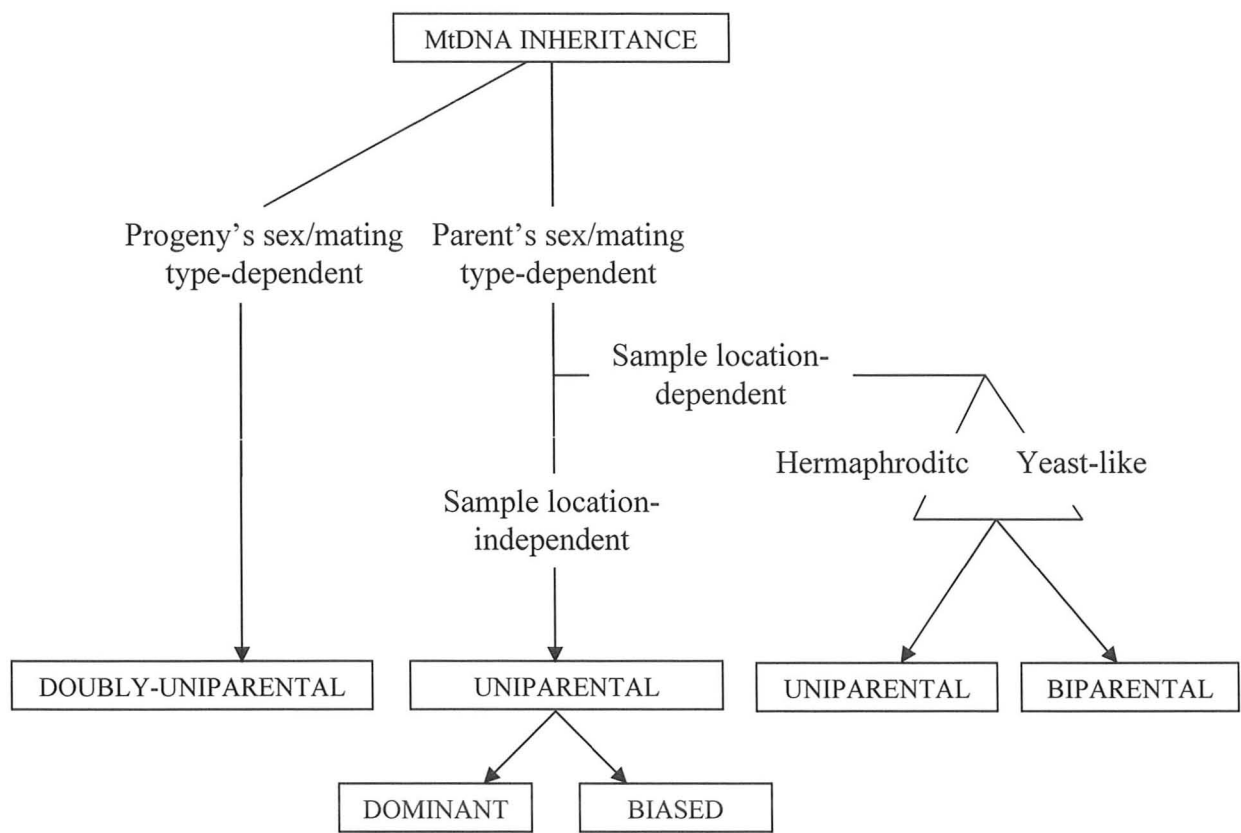 MtDNA INHERITANCE
Progeny's sex/mating
type-dependent
Parent's sex/mating
type-dependent
Sample location-
dependent
Hermaphroditc
Yeast-like
Sample location-
independent
DOUBLY-UNIPARENTAL
UNIPARENTAL
UNIPARENTAL
BIPARENTAL
DOMINANT
BIASED